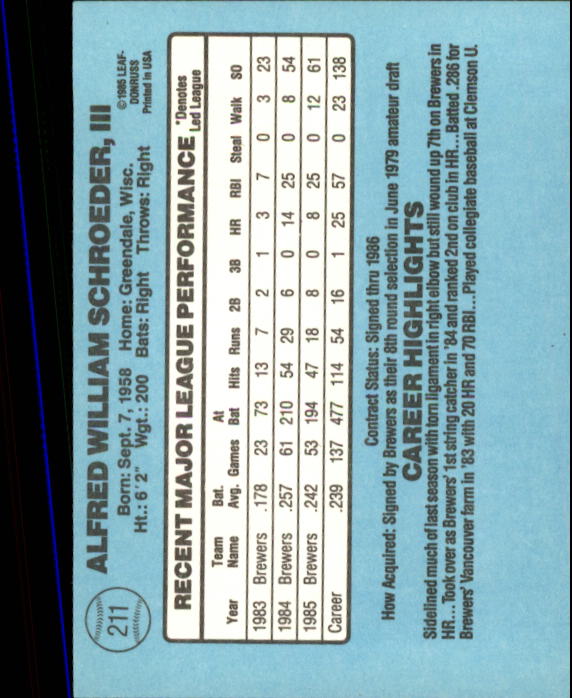 211
ALFRED WILLIAM SCHROEDER, III
Born: Sept. 7, 1958 Home: Greendale, Wisc.
Ht.: 6'2" Wgt.: 200 Bats: Right Throws: Right
©1985 LEAF-
DONRUSS
Printed in USA
RECENT MAJOR LEAGUE PERFORMANCE *Denotes
Led League
Year Team Name Bat. Avg. Games At Bat Hits Runs 2B 3B HR RBI Steal Walk SO
1983 Brewers .178 23 73 13 7 2 1 3 7 0 3 23
1984 Brewers .257 61 210 54 29 6 0 14 25 0 8 54
1985 Brewers .242 53 194 47 18 8 0 8 25 0 12 61
Career .239 137 477 114 54 16 1 25 57 0 23 138
Contract Status: Signed thru 1986
How Acquired: Signed by Brewers as their 8th round selection in June 1979 amateur draft
CAREER HIGHLIGHTS
Sidelined much of last season with torn ligament in right elbow but still wound up 7th on Brewers in
HR... Took over as Brewers' 1st string catcher in '84 and ranked 2nd on club in HR... Batted .286 for
Brewers' Vancouver farm in '83 with 20 HR and 70 RBI... Played collegiate baseball at Clemson U.